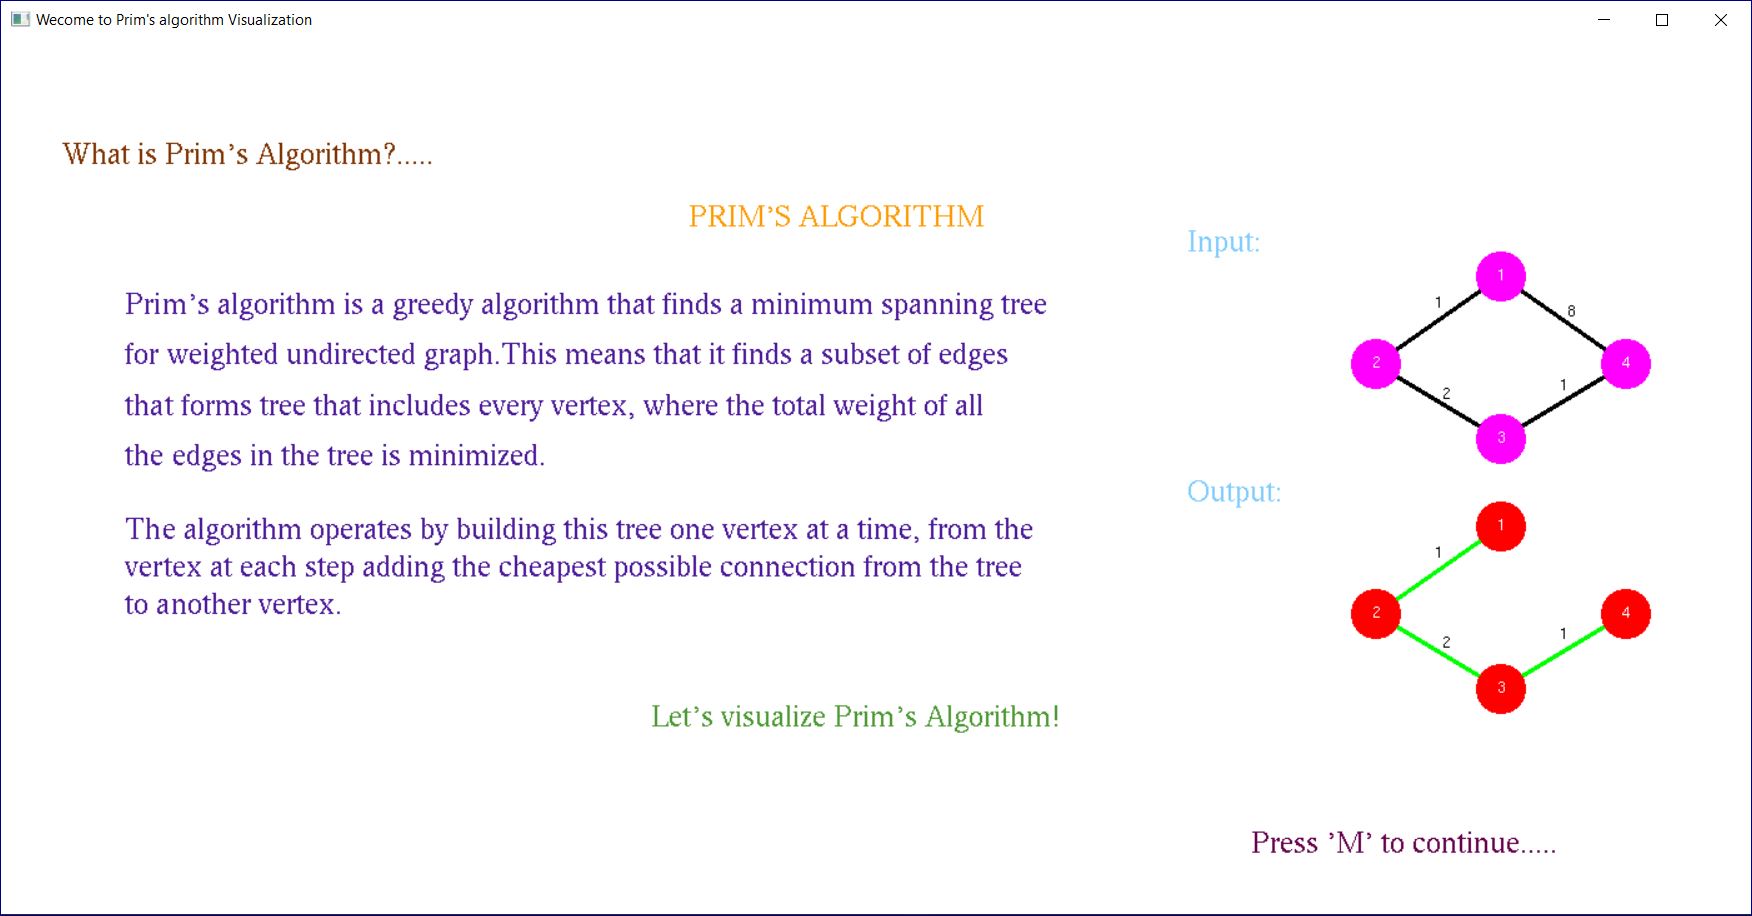 Wecome to Prim's algorithm Visualization
What is Prim’s Algorithm?.....
PRIM’S ALGORITHM
Prim’s algorithm is a greedy algorithm that finds a minimum spanning tree
for weighted undirected graph.This means that it finds a subset of edges
that forms tree that includes every vertex, where the total weight of all
the edges in the tree is minimized.
The algorithm operates by building this tree one vertex at a time, from the
vertex at each step adding the cheapest possible connection from the tree
to another vertex.
Let’s visualize Prim’s Algorithm!
Input:
1
1
8
2
4
2
1
3
Output:
1
1
2
4
2
1
3
Press ’M’ to continue.....